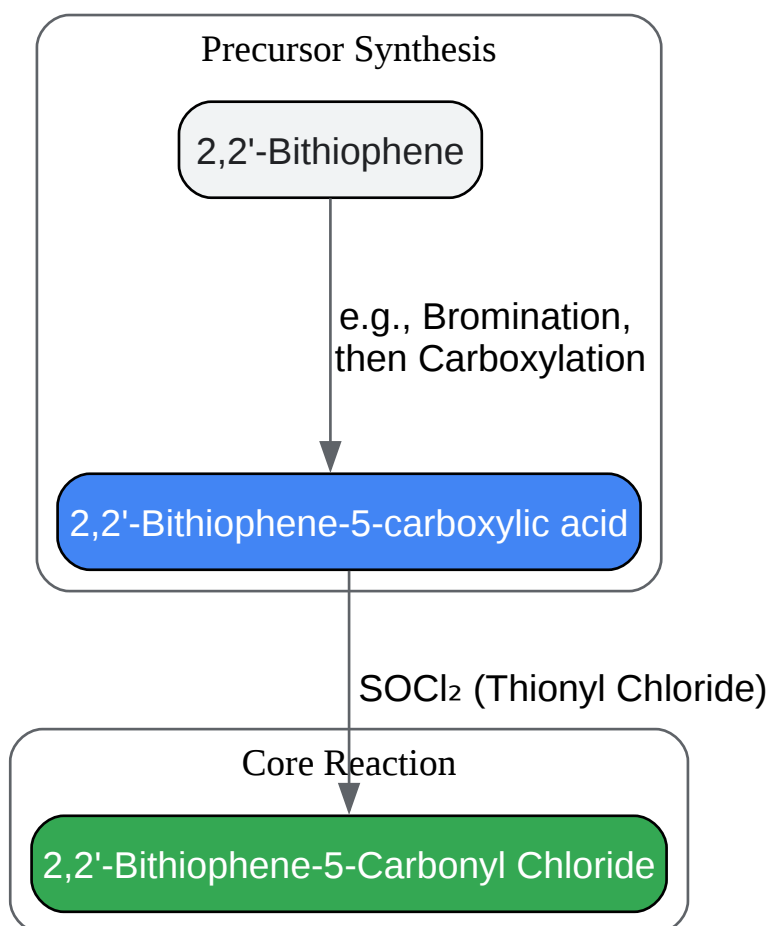 Precursor Synthesis
2,2'-Bithiophene
e.g., Bromination,
then Carboxylation
2,2'-Bithiophene-5-carboxylic acid
SOCl₂ (Thionyl Chloride)
Core Reaction
2,2'-Bithiophene-5-Carbonyl Chloride